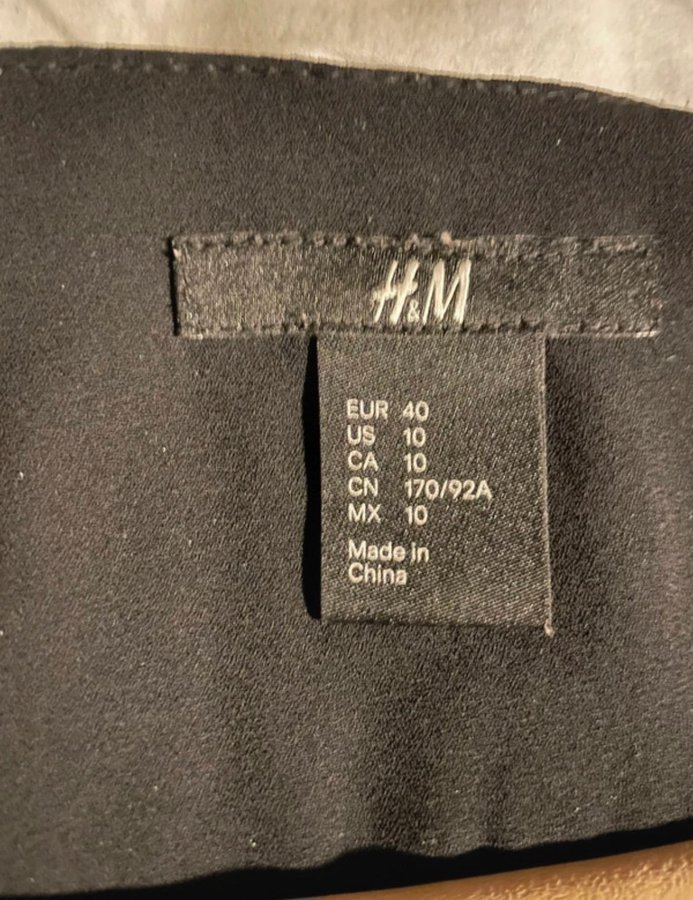 H&M
EUR 40
US 10
CA 10
CN 170/92A
MX 10
Made in
China